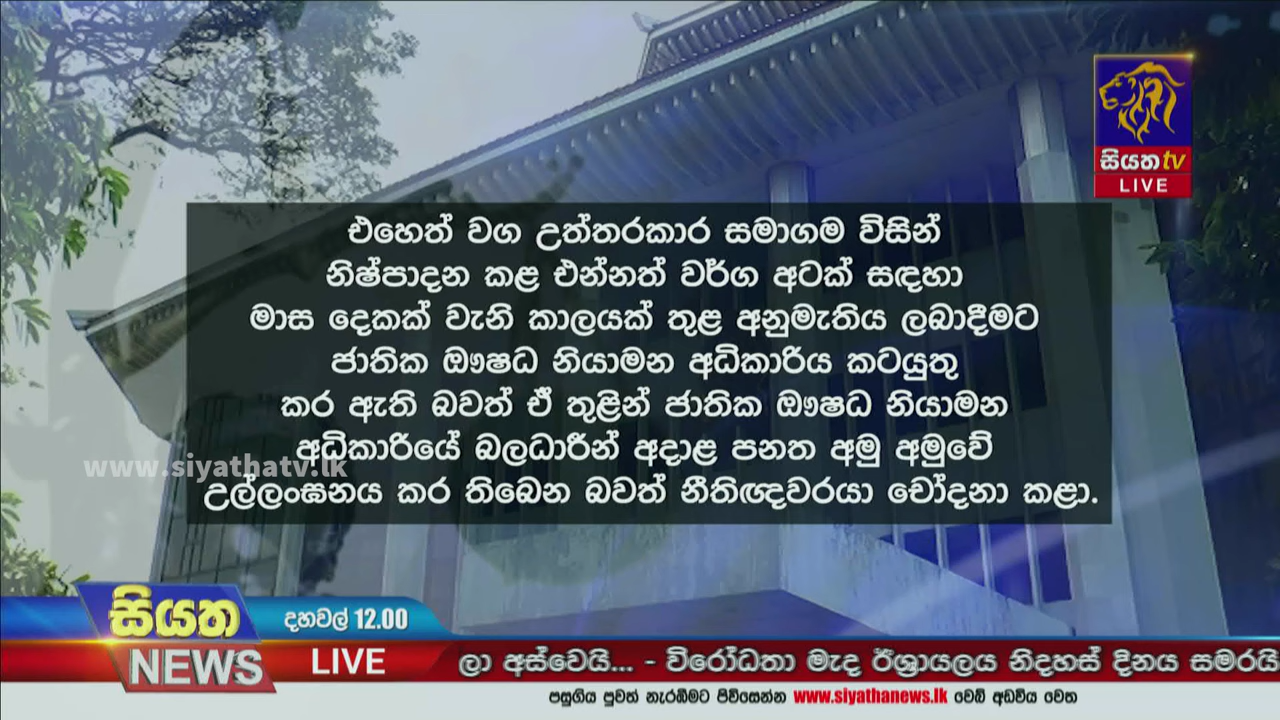 සියත tv
LIVE
එහෙත් වග උත්තරකාර සමාගම විසින්
නිෂ්පාදන කළ එන්නත් වර්ග අටක් සඳහා
මාස දෙකක් වැනි කාලයක් තුළ අනුමැතිය ලබාදීමට
ජාතික ඖෂධ නියාමන අධිකාරිය කටයුතු
කර ඇති බවත් ඒ තුළින් ජාතික ඖෂධ නියාමන
අධිකාරියේ බලධාරීන් අදාළ පනත අමු අමුවේ
උල්ලංඝනය කර තිබෙන බවත් නීතිඥවරයා චෝදනා කළා.
www.siyathatv.lk
සියත
NEWS
දහවල් 12.00
LIVE
ලා අස්වෙයි... - විරෝධතා මැද ඊශ්‍රායලය නිදහස් දිනය සමරයි
පසුගිය පුවත් නැරඹීමට පිවිසෙන්න www.siyathanews.lk වෙබ් අඩවිය වෙත